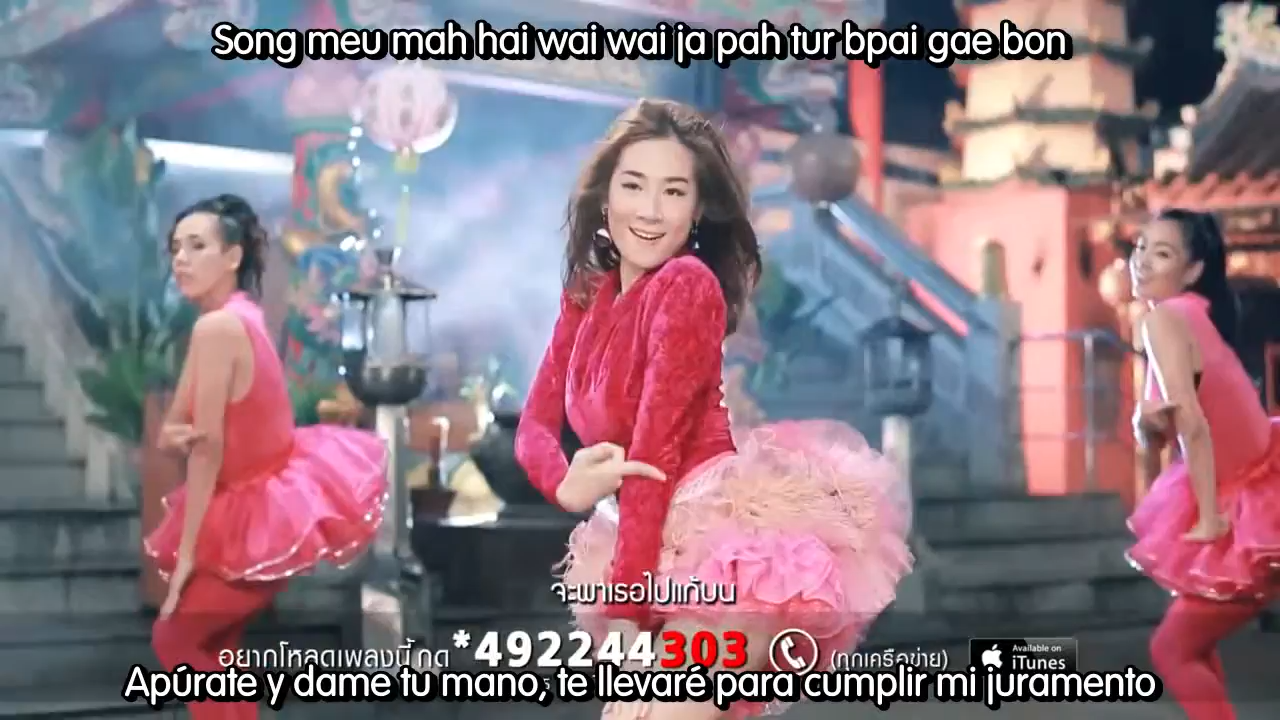 Song meu mah hai wai wai ja pah tur bpai gae bon
จะพาเธอไปแก้บน
อยากโหลดเพลงนี้ กด *492244303 (ทุกเครือข่าย) Available on iTunes
Apúrate y dame tu mano, te llevaré para cumplir mi juramento